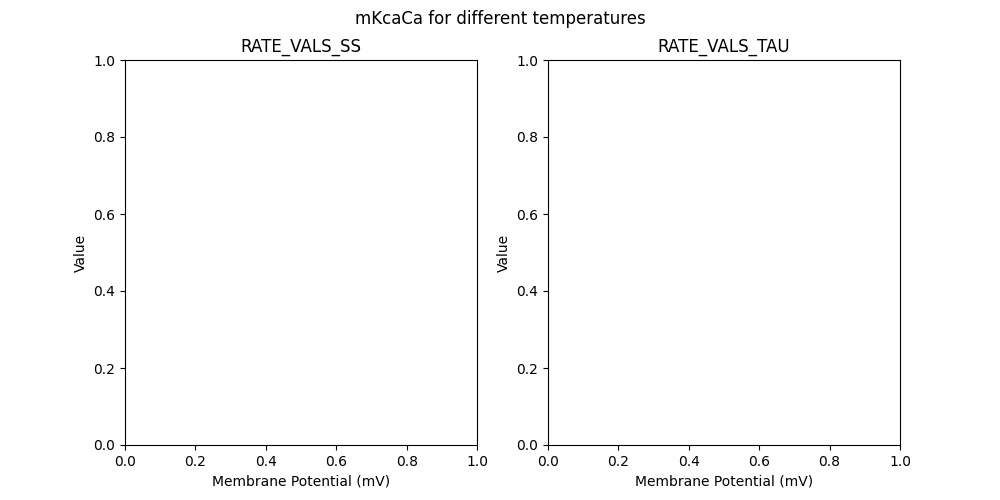 mKcaCa for different temperatures
RATE_VALS_SS
1.0
0.8
0.6
0.4
0.2
0.0
Value
0.0 0.2 0.4 0.6 0.8 1.0
Membrane Potential (mV)
RATE_VALS_TAU
1.0
0.8
0.6
0.4
0.2
0.0
Value
0.0 0.2 0.4 0.6 0.8 1.0
Membrane Potential (mV)